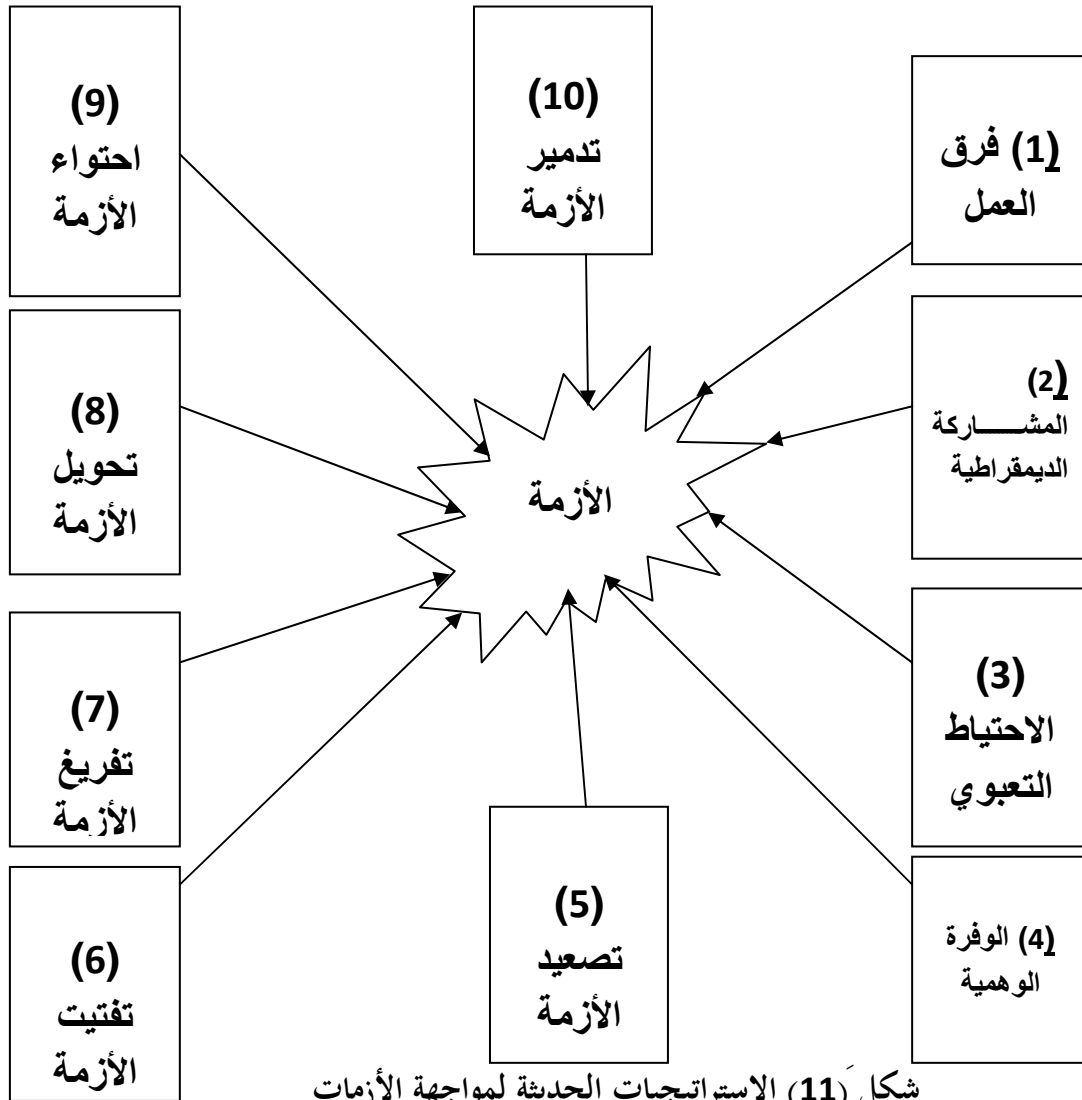 (1) فرق
العمل
(2)
المشـــــاركة
الديمقراطية
(3)
الاحتياط
التعبوي
(4) الوفرة
الوهمية
(5)
تصعيد
الأزمة
(6)
تفتيت
الأزمة
(7)
تفريغ
الأزمة
(8)
تحويل
الأزمة
(9)
احتواء
الأزمة
(10)
تدمير
الأزمة
الأزمة
شكل َ(11) الاستراتيجيات الحديثة لمواجهة الأزمات